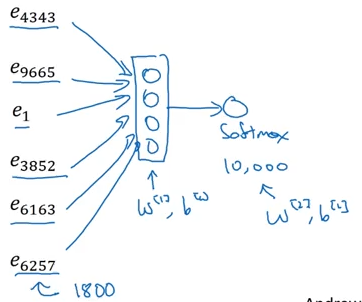 e₄₃₄₃
e₉₆₆₅
e₁
e₃₈₅₂
e₆₁₆₃
e₆₂₅₇
1800
W^[1], b^[1]
Softmax
10,000
W^[2], b^[2]
Andrew